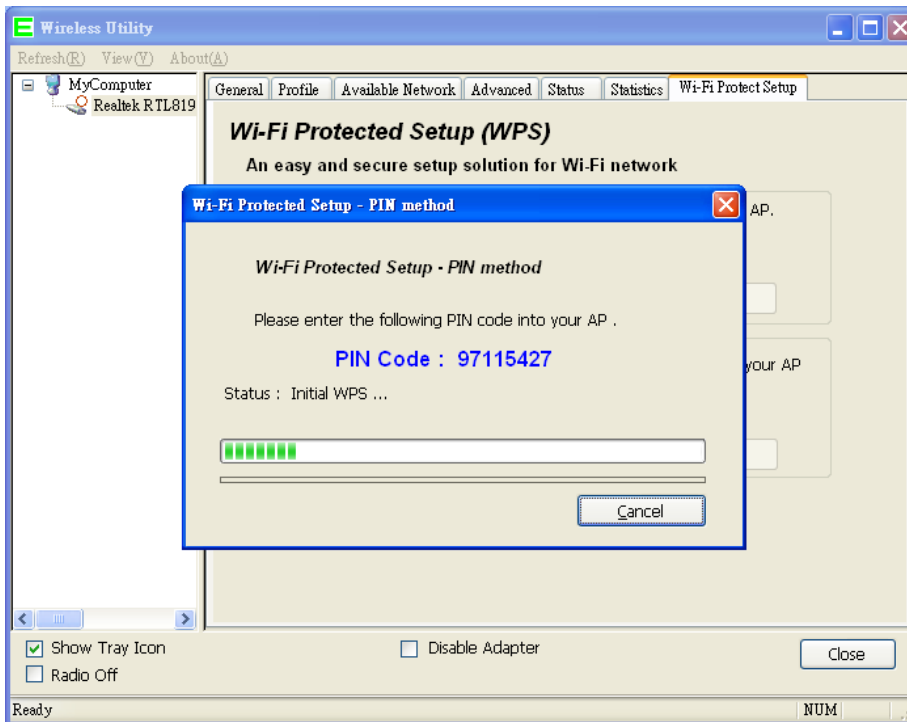 Wireless Utility
Refresh(R) View(V) About(A)
MyComputer
Realtek RTL819
General Profile Available Network Advanced Status Statistics Wi-Fi Protect Setup
Wi-Fi Protected Setup (WPS)
An easy and secure setup solution for Wi-Fi network
AP.
your AP
Wi-Fi Protected Setup - PIN method
Wi-Fi Protected Setup - PIN method
Please enter the following PIN code into your AP .
PIN Code : 97115427
Status : Initial WPS ...
Cancel
Show Tray Icon
Disable Adapter
Radio Off
Close
Ready
NUM